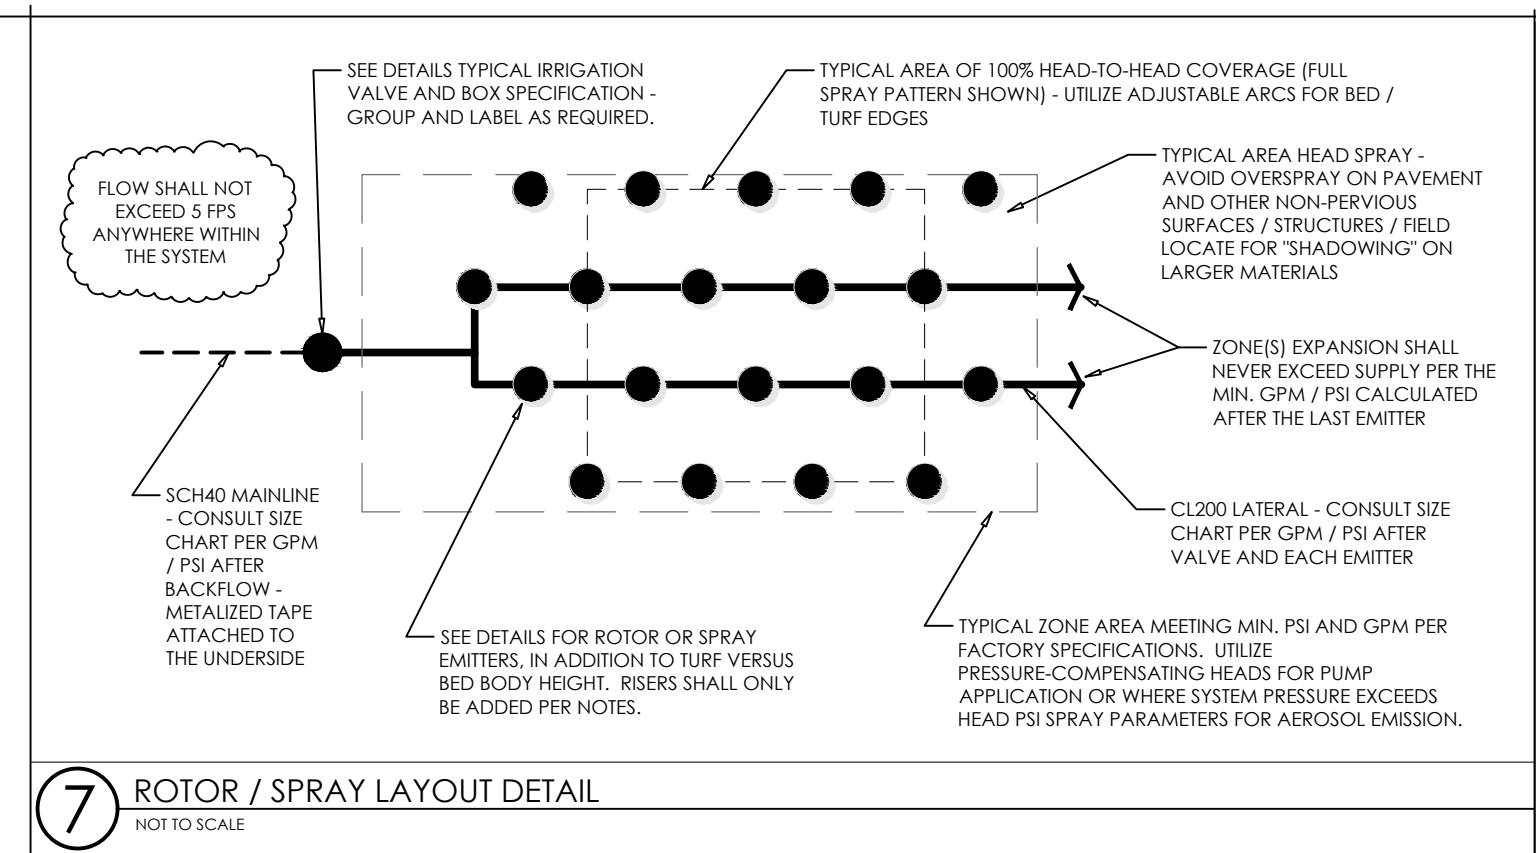 SEE DETAILS TYPICAL IRRIGATION
VALVE AND BOX SPECIFICATION -
GROUP AND LABEL AS REQUIRED.
TYPICAL AREA OF 100% HEAD-TO-HEAD COVERAGE (FULL
SPRAY PATTERN SHOWN) - UTILIZE ADJUSTABLE ARCS FOR BED /
TURF EDGES
FLOW SHALL NOT
EXCEED 5 FPS
ANYWHERE WITHIN
THE SYSTEM
TYPICAL AREA HEAD SPRAY -
AVOID OVERSPRAY ON PAVEMENT
AND OTHER NON-PERVIOUS
SURFACES / STRUCTURES / FIELD
LOCATE FOR "SHADOWING" ON
LARGER MATERIALS
ZONE(S) EXPANSION SHALL
NEVER EXCEED SUPPLY PER THE
MIN. GPM / PSI CALCULATED
AFTER THE LAST EMITTER
SCH40 MAINLINE
- CONSULT SIZE
CHART PER GPM
/ PSI AFTER
BACKFLOW -
METALIZED TAPE
ATTACHED TO
THE UNDERSIDE
CL200 LATERAL - CONSULT SIZE
CHART PER GPM / PSI AFTER
VALVE AND EACH EMITTER
SEE DETAILS FOR ROTOR OR SPRAY
EMITTERS, IN ADDITION TO TURF VERSUS
BED BODY HEIGHT. RISERS SHALL ONLY
BE ADDED PER NOTES.
TYPICAL ZONE AREA MEETING MIN. PSI AND GPM PER
FACTORY SPECIFICATIONS. UTILIZE
PRESSURE-COMPENSATING HEADS FOR PUMP
APPLICATION OR WHERE SYSTEM PRESSURE EXCEEDS
HEAD PSI SPRAY PARAMETERS FOR AEROSOL EMISSION.
7
ROTOR / SPRAY LAYOUT DETAIL
NOT TO SCALE